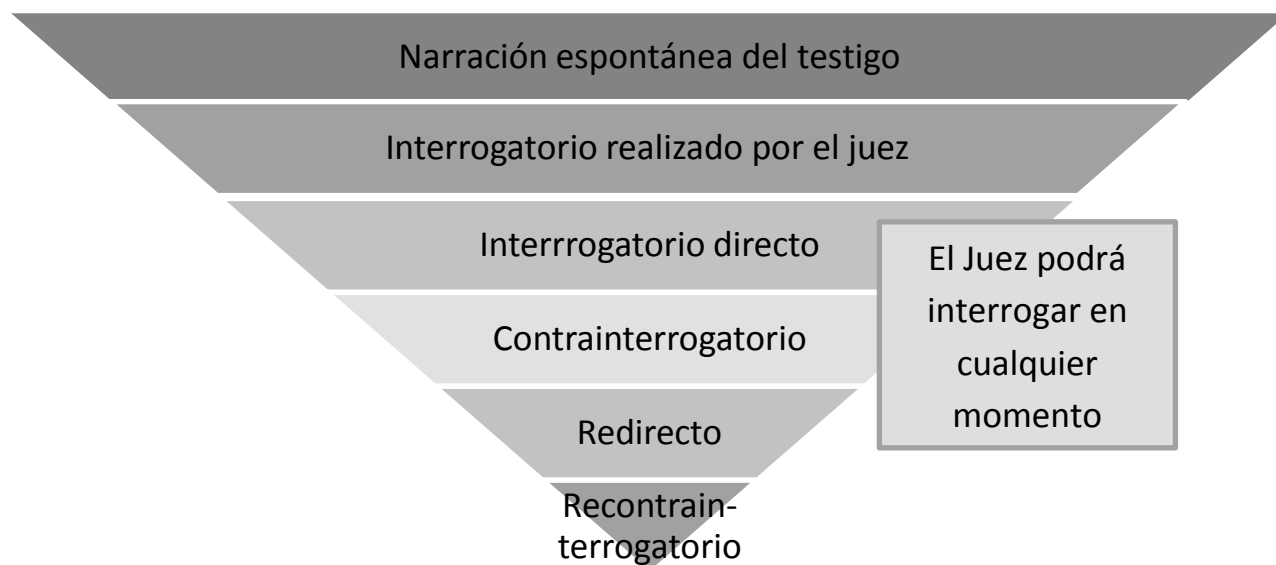 Narración espontánea del testigo
Interrogatorio realizado por el juez
Interrrogatorio directo
Contrainterrogatorio
Redirecto
Recontrain-
terrogatorio
El Juez podrá
interrogar en
cualquier
momento